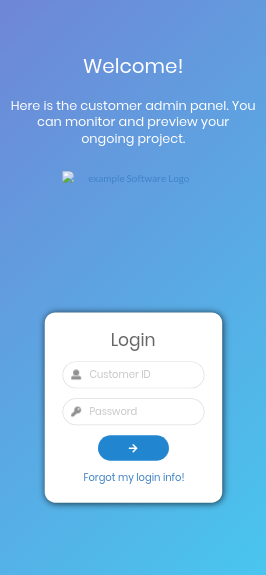 Welcome!
Here is the customer admin panel. You
can monitor and preview your
ongoing project.
example Software Logo
Login
Customer ID
Password
Forgot my login info!